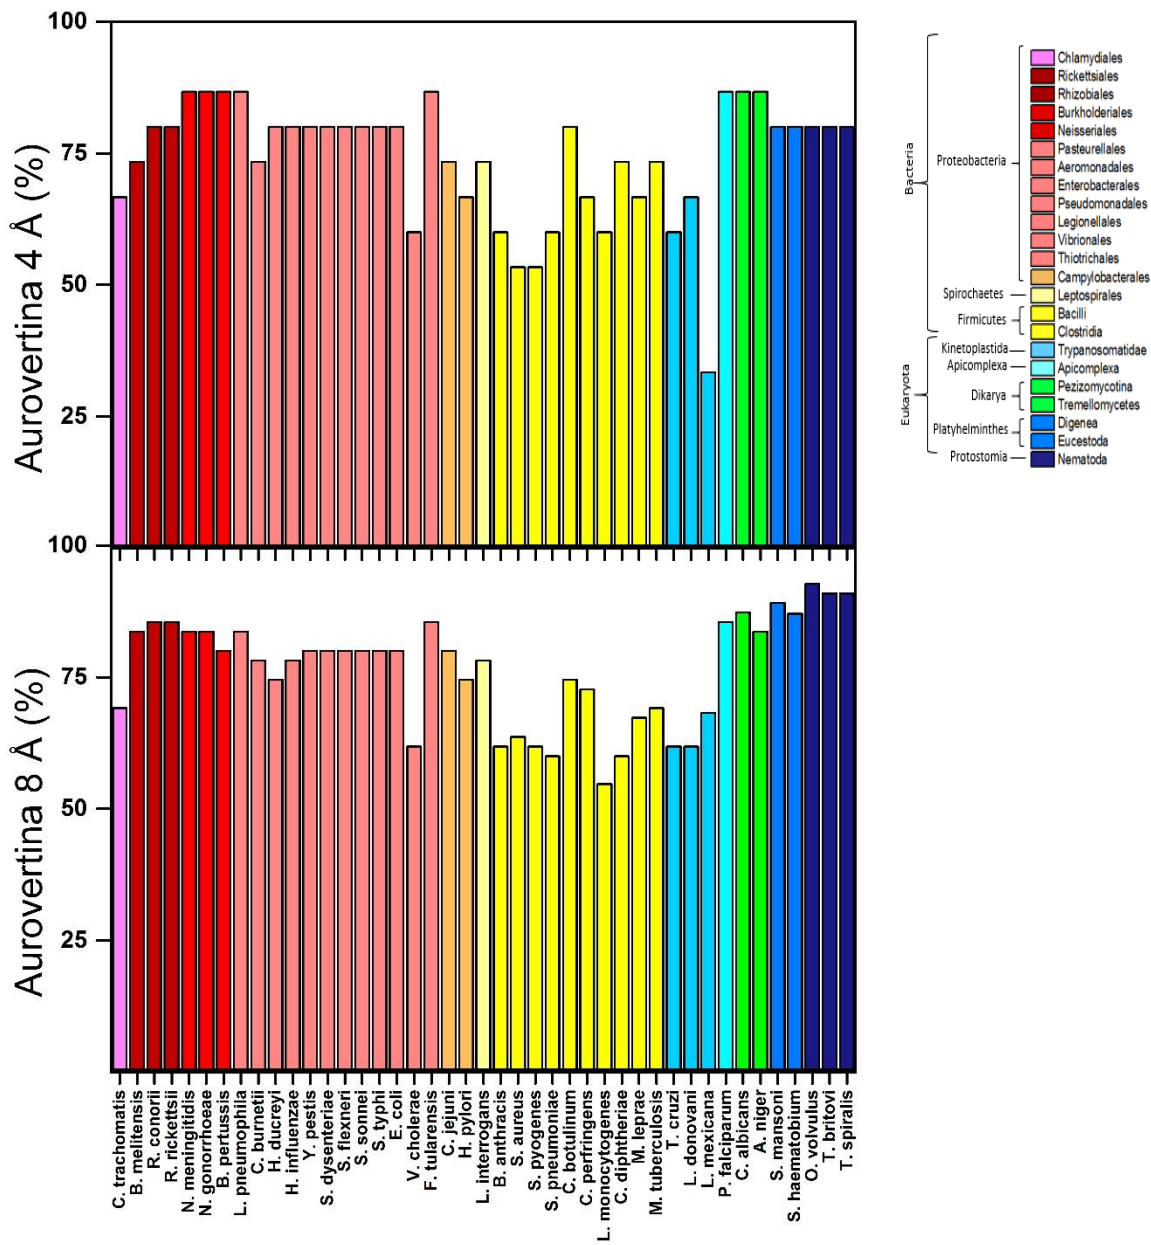 Aurovertina 4 Å (%)
100
75
50
25
100
Aurovertina 8 Å (%)
75
50
25
C. trachomatis
B. melitensis
R. conorii
R. rickettsii
N. meningitidis
N. gonorrhoeae
B. pertussis
L. pneumophila
C. burnetii
H. ducreyi
H. influenzae
Y. pestis
S. dysenteriae
S. flexneri
S. sonnei
S. typhi
E. coli
V. cholerae
F. tularensis
C. jejuni
H. pylori
L. interrogans
B. anthracis
S. aureus
S. pyogenes
S. pneumoniae
C. botulinum
C. perfringens
L. monocytogenes
C. diphtheriae
M. leprae
M. tuberculosis
T. cruzi
L. donovani
L. mexicana
P. falciparum
C. albicans
A. niger
S. mansoni
S. haematobium
O. volvulus
T. britovi
T. spiralis
Bacteria
Proteobacteria
Spirochaetes
Firmicutes
Eukaryota
Kinetoplastida
Apicomplexa
Dikarya
Platyhelminthes
Protostomia
Chlamydiales
Rickettsiales
Rhizobiales
Burkholderiales
Neisseriales
Pasteurellales
Aeromonadales
Enterobacterales
Pseudomonadales
Legionellales
Vibrionales
Thiotrichales
Campylobacterales
Leptospirales
Bacilli
Clostridia
Trypanosomatidae
Apicomplexa
Pezizomycotina
Tremellomycetes
Digenea
Eucestoda
Nematoda